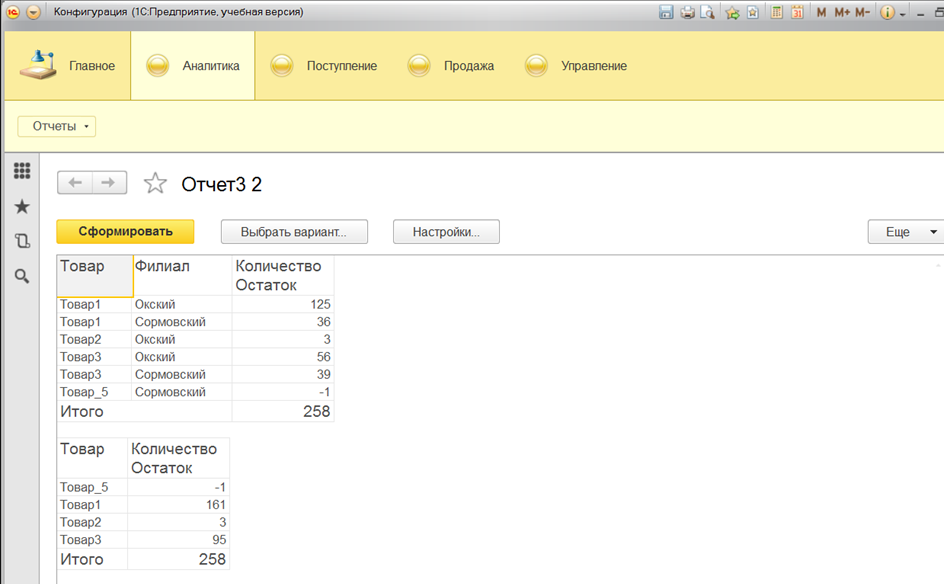 1С Конфигурация (1С:Предприятие, учебная версия) 31 M M+ M- i
Главное Аналитика Поступление Продажа Управление
Отчеты
Отчет3 2
Сформировать Выбрать вариант... Настройки... Еще
Товар Филиал Количество
Остаток
Товар1 Окский 125
Товар1 Сормовский 36
Товар2 Окский 3
Товар3 Окский 56
Товар3 Сормовский 39
Товар_5 Сормовский -1
Итого 258
Товар Количество
Остаток
Товар_5 -1
Товар1 161
Товар2 3
Товар3 95
Итого 258